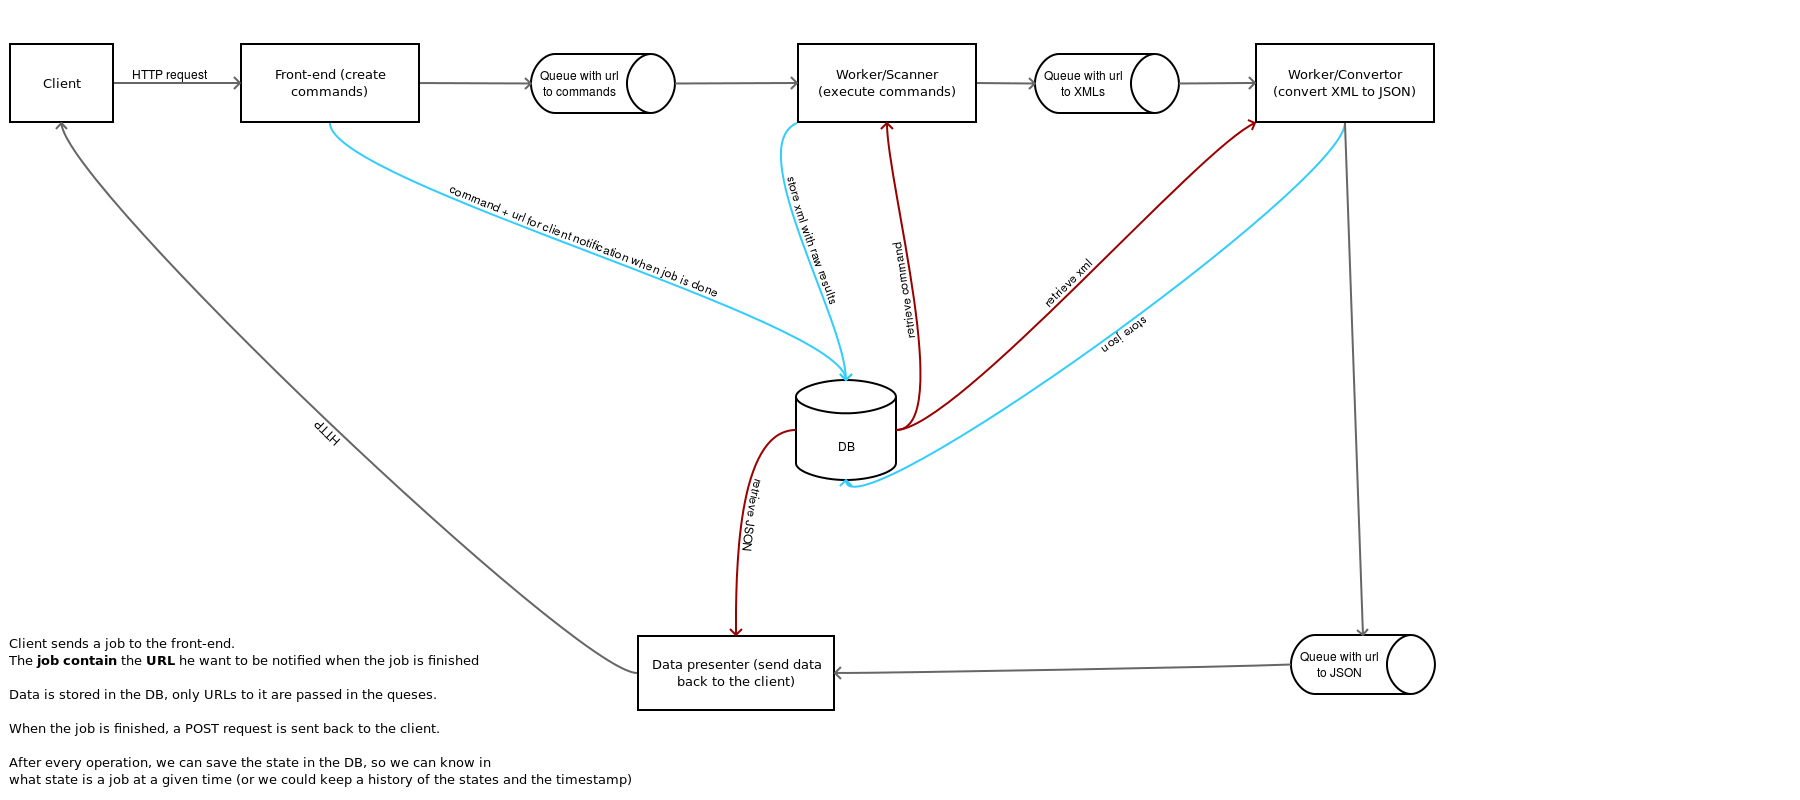 Client
HTTP request
Front-end (create
commands)
Queue with url
to commands
Worker/Scanner
(execute commands)
Queue with url
to XMLs
Worker/Convertor
(convert XML to JSON)
command + url for client notification when job is done
store xml with raw results
retrieve command
retrieve xml
store json
HTTP
DB
retrieve JSON
Data presenter (send data
back to the client)
Queue with url
to JSON
Client sends a job to the front-end.
The job contain the URL he want to be notified when the job is finished
Data is stored in the DB, only URLs to it are passed in the queses.
When the job is finished, a POST request is sent back to the client.
After every operation, we can save the state in the DB, so we can know in
what state is a job at a given time (or we could keep a history of the states and the timestamp)